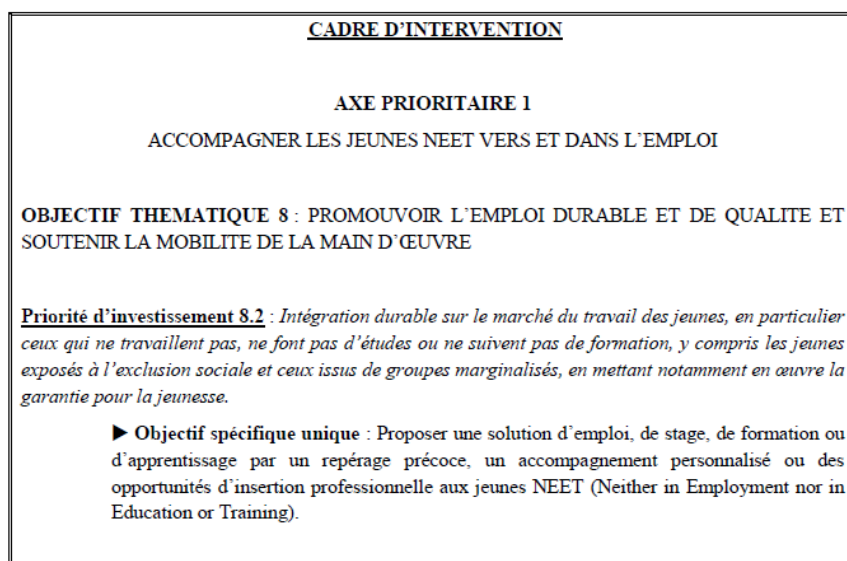 CADRE D'INTERVENTION
AXE PRIORITAIRE 1
ACCOMPAGNER LES JEUNES NEET VERS ET DANS L'EMPLOI
OBJECTIF THEMATIQUE 8 : PROMOUVOIR L'EMPLOI DURABLE ET DE QUALITE ET
SOUTENIR LA MOBILITE DE LA MAIN D'ŒUVRE
Priorité d'investissement 8.2 : Intégration durable sur le marché du travail des jeunes, en particulier
ceux qui ne travaillent pas, ne font pas d'études ou ne suivent pas de formation, y compris les jeunes
exposés à l'exclusion sociale et ceux issus de groupes marginalisés, en mettant notamment en œuvre la
garantie pour la jeunesse.
► Objectif spécifique unique : Proposer une solution d'emploi, de stage, de formation ou
d'apprentissage par un repérage précoce, un accompagnement personnalisé ou des
opportunités d'insertion professionnelle aux jeunes NEET (Neither in Employment nor in
Education or Training).